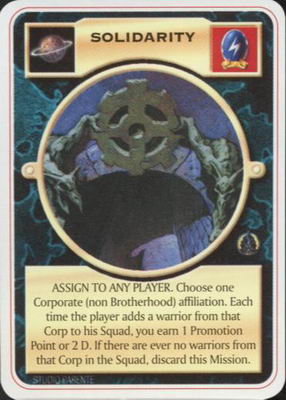 SOLIDARITY
ASSIGN TO ANY PLAYER. Choose one
Corporate (non Brotherhood) affiliation. Each
time the player adds a warrior from that
Corp to his Squad, you earn 1 Promotion
Point or 2 D. If there are ever no warriors from
that Corp in the Squad, discard this Mission.
STUDIO PARENTE